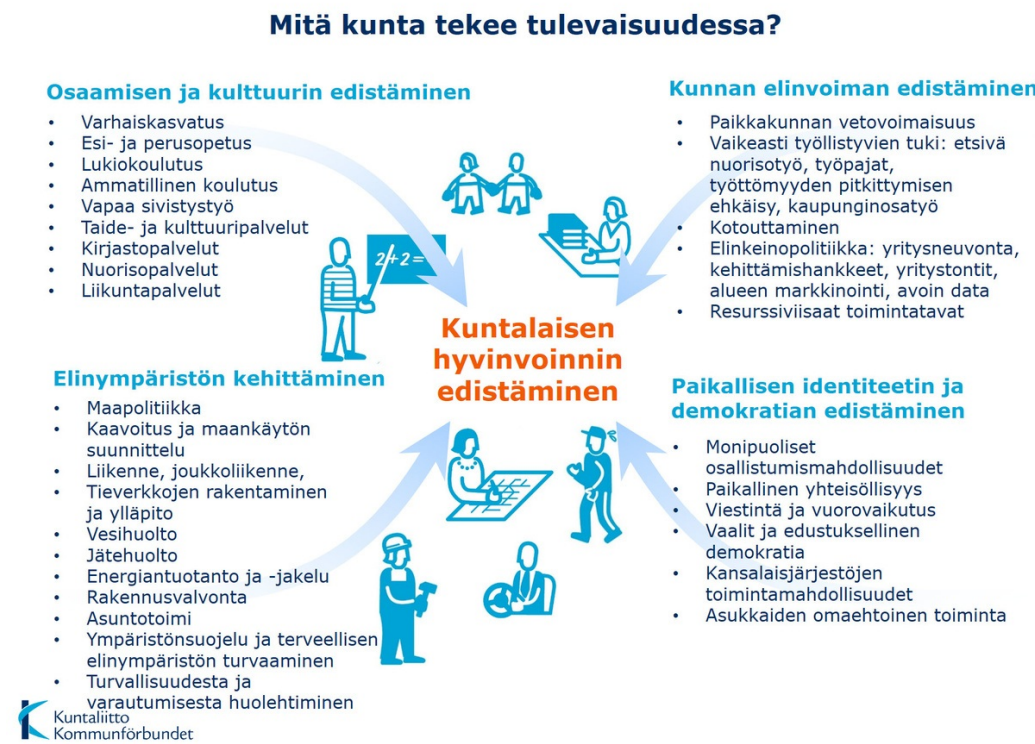 Mitä kunta tekee tulevaisuudessa?
Osaamisen ja kulttuurin edistäminen
• Varhaiskasvatus
• Esi- ja perusopetus
• Lukiokoulutus
• Ammatillinen koulutus
• Vapaa sivistystyö
• Taide- ja kulttuuripalvelut
• Kirjastopalvelut
• Nuorisopalvelut
• Liikuntapalvelut
2+2=
Kunnan elinvoiman edistäminen
• Paikkakunnan vetovoimaisuus
• Vaikeasti työllistyvien tuki: etsivä
nuorisotyö, työpajat,
työttömyyden pitkittymisen
ehkäisy, kaupunginosatyö
• Kotouttaminen
• Elinkeinopolitiikka: yritysneuvonta,
kehittämishankkeet, yritystontit,
alueen markkinointi, avoin data
• Resurssiviisaat toimintatavat
Kuntalaisen
hyvinvoinnin
edistäminen
Elinympäristön kehittäminen
• Maapolitiikka
• Kaavoitus ja maankäytön
suunnittelu
• Liikenne, joukkoliikenne,
• Tieverkkojen rakentaminen
ja ylläpito
• Vesihuolto
• Jätehuolto
• Energiantuotanto ja -jakelu
• Rakennusvalvonta
• Asuntotoimi
• Ympäristönsuojelu ja terveellisen
elinympäristön turvaaminen
• Turvallisuudesta ja
varautumisesta huolehtiminen
Paikallisen identiteetin ja
demokratian edistäminen
• Monipuoliset
osallistumismahdollisuudet
• Paikallinen yhteisöllisyys
• Viestintä ja vuorovaikutus
• Vaalit ja edustuksellinen
demokratia
• Kansalaisjärjestöjen
toimintamahdollisuudet
• Asukkaiden omaehtoinen toiminta
Kuntaliitto
Kommunförbundet